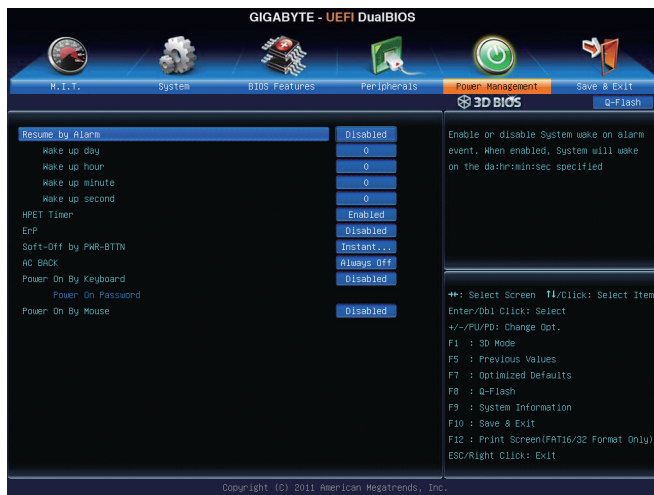 GIGABYTE - UEFI DualBIOS
M.I.T. System BIOS Features Peripherals Power Management Save & Exit
3D BIOS Q-Flash
Resume by Alarm Disabled
Wake up day 0
Wake up hour 0
Wake up minute 0
Wake up second 0
HPET Timer Enabled
ErP Disabled
Soft-Off by PWR-BTTN Instant...
AC BACK Always Off
Power On By Keyboard Disabled
Power On Password
Power On By Mouse Disabled
Enable or disable System wake on alarm
event. When enabled, System will wake
on the da:hr:min:sec specified
↔: Select Screen ↑↓/Click: Select Item
Enter/Dbl Click: Select
+/-/PU/PD: Change Opt.
F1 : 3D Mode
F5 : Previous Values
F7 : Optimized Defaults
F8 : Q-Flash
F9 : System Information
F10 : Save & Exit
F12 : Print Screen(FAT16/32 Format Only)
ESC/Right Click: Exit
Copyright (C) 2011 American Megatrends, Inc.